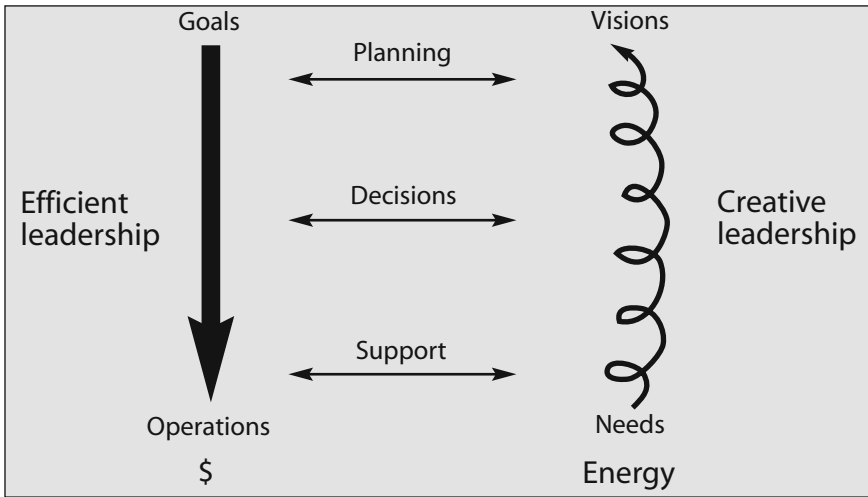 Goals
Visions
Planning
Efficient
leadership
Decisions
Creative
leadership
Support
Operations
Needs
$
Energy